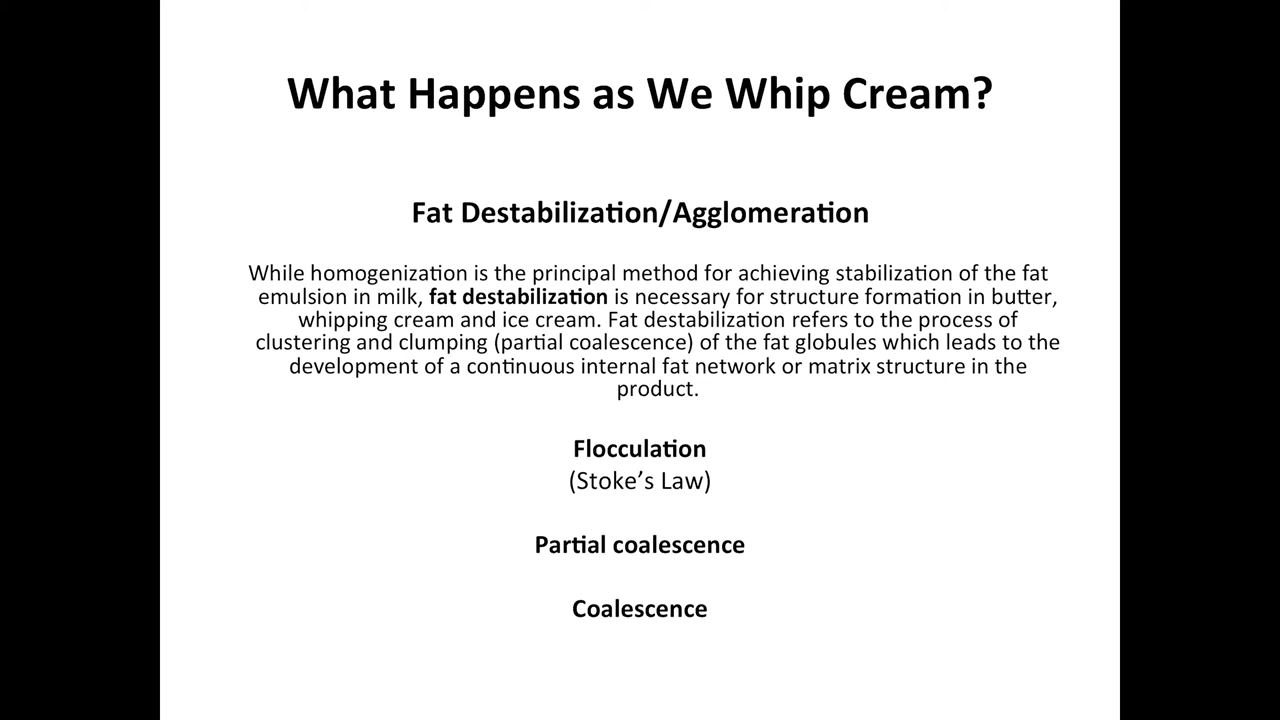 What Happens as We Whip Cream?
Fat Destabilization/Agglomeration
While homogenization is the principal method for achieving stabilization of the fat
emulsion in milk, fat destabilization is necessary for structure formation in butter,
whipping cream and ice cream. Fat destabilization refers to the process of
clustering and clumping (partial coalescence) of the fat globules which leads to the
development of a continuous internal fat network or matrix structure in the
product.
Flocculation
(Stoke’s Law)
Partial coalescence
Coalescence